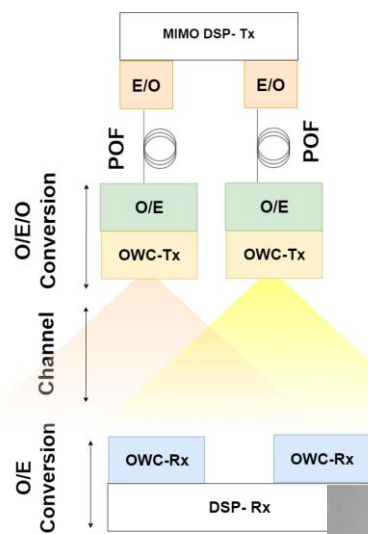 MIMO DSP- Tx
E/O
E/O
POF
POF
O/E/O
Conversion
O/E
O/E
OWC-Tx
OWC-Tx
Channel
O/E
Conversion
OWC-Rx
OWC-Rx
DSP- Rx